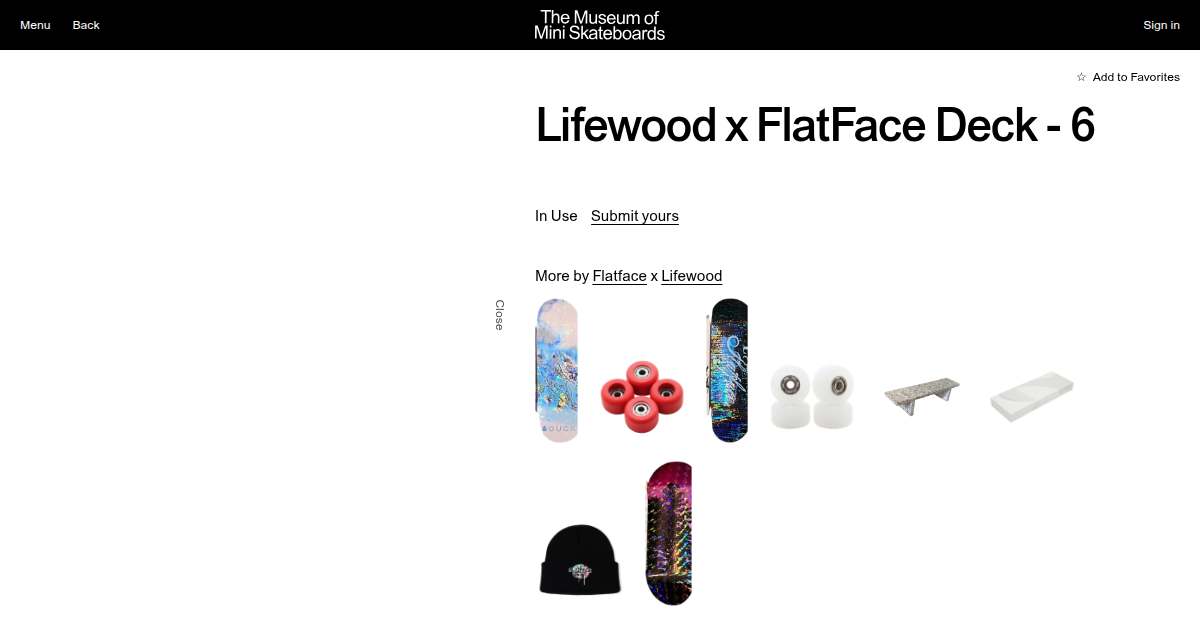 Menu
Back
The Museum of
Mini Skateboards
Sign in
☆ Add to Favorites
Lifewood x FlatFace Deck - 6
In Use
Submit yours
More by Flatface x Lifewood
Close